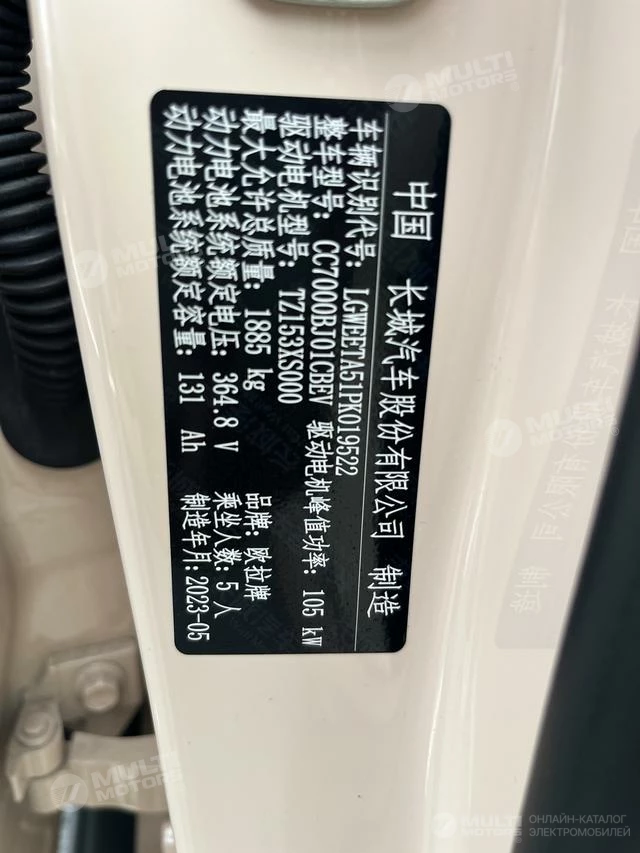 中国 长城汽车股份有限公司 制造
车辆识别代号: LGWEETA51PK019522
整车型号: CC7000BJ01CBEV 驱动电机峰值功率: 105 kW
驱动电机型号: TZ153XS000
最大允许总质量: 1885 kg 品牌: 欧拉牌
动力电池系统额定电压: 364.8 V 乘坐人数: 5 人
动力电池系统额定容量: 131 Ah 制造年月: 2023-05
MULTI MOTORS
MULTI MOTORS
MULTI MOTORS
MULTI MOTORS ОНЛАЙН-КАТАЛОГ ЭЛЕКТРОМОБИЛЕЙ